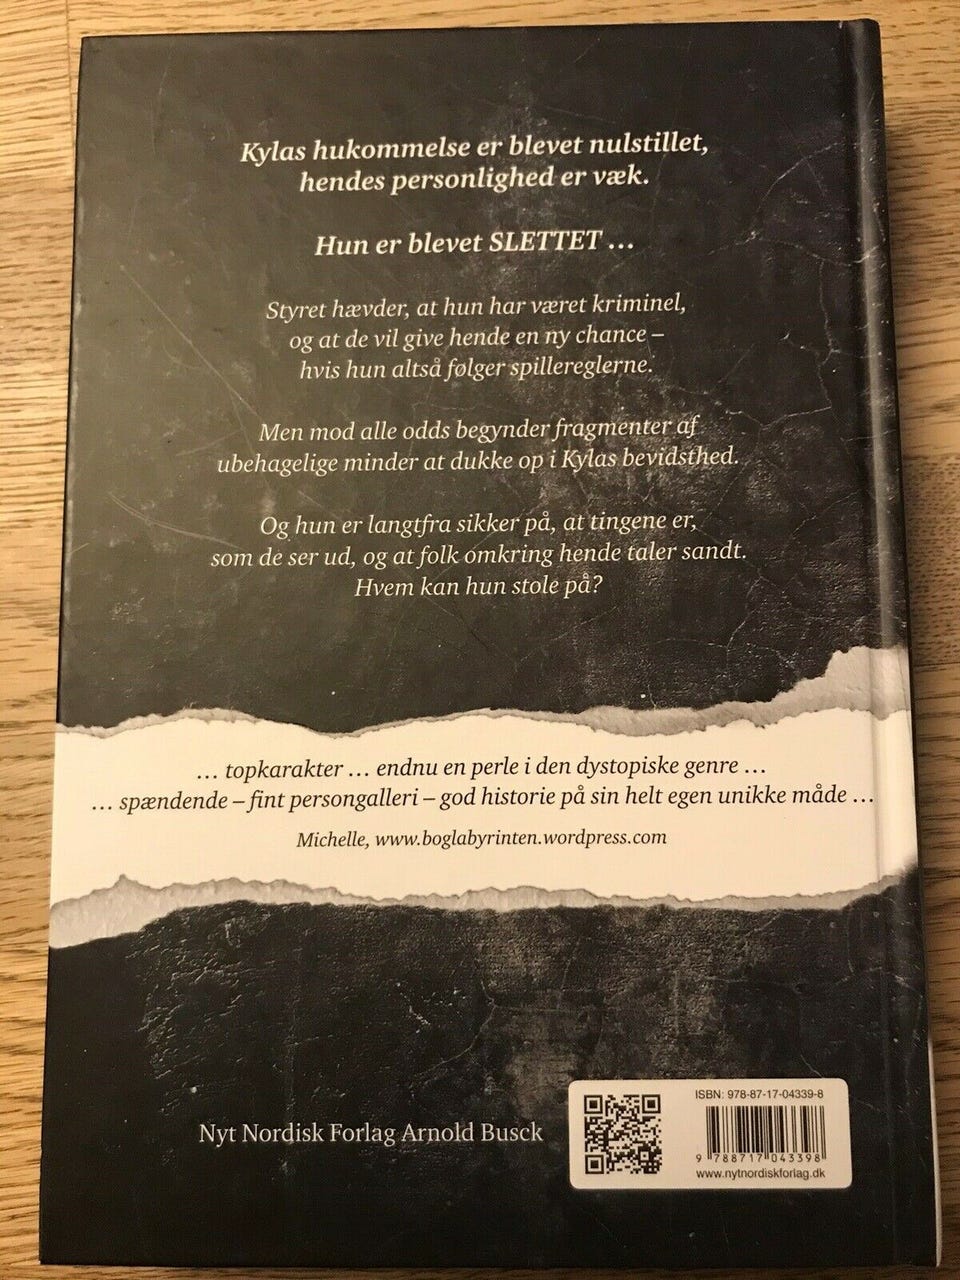 Kylas hukommelse er blevet nulstillet,
hendes personlighed er væk.
Hun er blevet SLETTET ...
Styret hævder, at hun har været kriminel,
og at de vil give hende en ny chance –
hvis hun altså følger spillereglerne.
Men mod alle odds begynder fragmenter af
ubehagelige minder at dukke op i Kylas bevidsthed.
Og hun er langtfra sikker på, at tingene er,
som de ser ud, og at folk omkring hende taler sandt.
Hvem kan hun stole på?
... topkarakter ... endnu en perle i den dystopiske genre ...
... spændende – fint persongalleri – god historie på sin helt egen unikke måde ...
Michelle, www.boglabyrinten.wordpress.com
Nyt Nordisk Forlag Arnold Busck
ISBN: 978-87-17-04339-8
9 788717 043398
www.nytnordiskforlag.dk